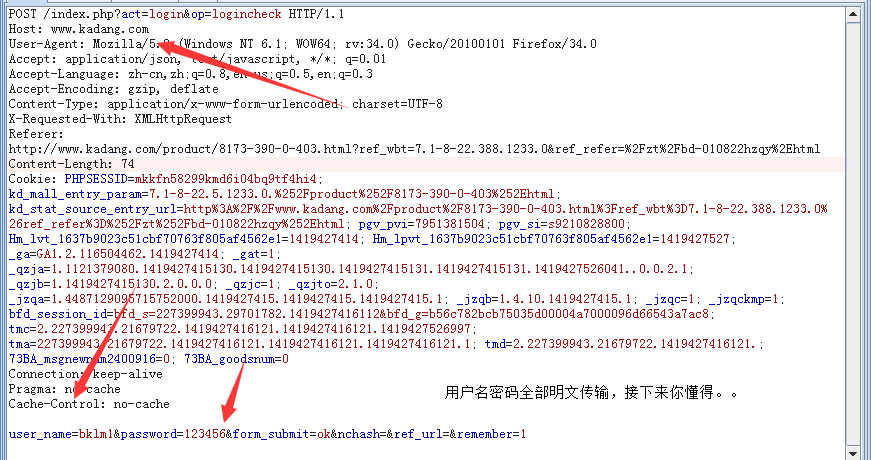 POST /index.php?act=login&op=logincheck HTTP/1.1
Host: www.kadang.com
User-Agent: Mozilla/5.0 (Windows NT 6.1; WOW64; rv:34.0) Gecko/20100101 Firefox/34.0
Accept: application/json, text/javascript, */*; q=0.01
Accept-Language: zh-cn,zh;q=0.8,en-us;q=0.5,en;q=0.3
Accept-Encoding: gzip, deflate
Content-Type: application/x-www-form-urlencoded; charset=UTF-8
X-Requested-With: XMLHttpRequest
Referer:
http://www.kadang.com/product/8173-390-0-403.html?ref_wbt=7.1-8-22.388.1233.0&ref_refer=%2Fzt%2Fbd-010822hzqy%2Ehtml
Content-Length: 74
Cookie: PHPSESSID=mkkfn58299kmd6i04bq9tf4hi4;
kd_mall_entry_param=7.1-8-22.5.1233.0.%252Fproduct%252F8173-390-0-403%252Ehtml;
kd_stat_source_entry_url=http%3A%2F%2Fwww.kadang.com%2Fproduct%2F8173-390-0-403.html%3Fref_wbt%3D7.1-8-22.388.1233.0%
26ref_refer%3D%252Fzt%252Fbd-010822hzqy%252Ehtml; pgv_pvi=7951381504; pgv_si=s9210828800;
Hm_lvt_1637b9023c51cbf70763f805af4562e1=1419427414; Hm_lpvt_1637b9023c51cbf70763f805af4562e1=1419427527;
_ga=GA1.2.116504462.1419427414; _gat=1;
_qzja=1.1121379080.1419427415130.1419427415130.1419427415131.1419427415131.1419427526041..0.0.2.1;
_qzjb=1.1419427415130.2.0.0.0; _qzjc=1; _qzjto=2.1.0;
_jzqa=1.4487129095715752000.1419427415.1419427415.1419427415.1; _jzqb=1.4.10.1419427415.1; _jzqc=1; _jzqckmp=1;
bfd_session_id=bfd_s=227399943.29701782.1419427416112&bfd_g=b56c782bcb75035d00004a7000096d66543a7ac8;
tmc=2.227399943.21679722.1419427416121.1419427416121.1419427526997;
tma=227399943.21679722.1419427416121.1419427416121.1419427416121.1; tmd=2.227399943.21679722.1419427416121.;
73BA_msgnewnum2400916=0; 73BA_goodsnum=0
Connection: keep-alive
Pragma: no-cache
用户名密码全部明文传输，接下来你懂得。。
Cache-Control: no-cache
user_name=bklm1&password=123456&form_submit=ok&nchash=&ref_url=&remember=1